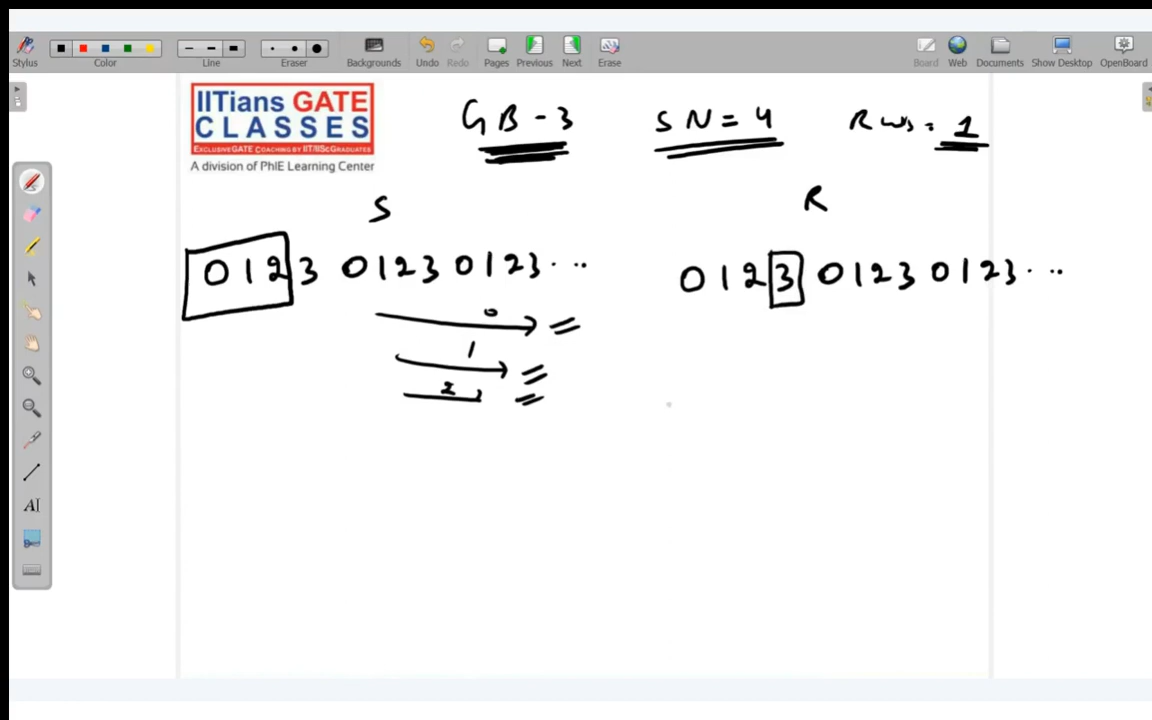 Stylus Color Line Eraser Backgrounds Undo Redo Pages Previous Next Erase Board Web Documents Show Desktop OpenBoard
IITians GATE
CLASSES
EXCLUSIVE GATE COACHING BY IIT/IISc GRADUATES
A division of PhIE Learning Center
GB-3 SN=4 RWS=1
S R
0 1 2 3 0 1 2 3 0 1 2 3 ... 0 1 2 3 0 1 2 3 0 1 2 3 ...
0
1
2
AI